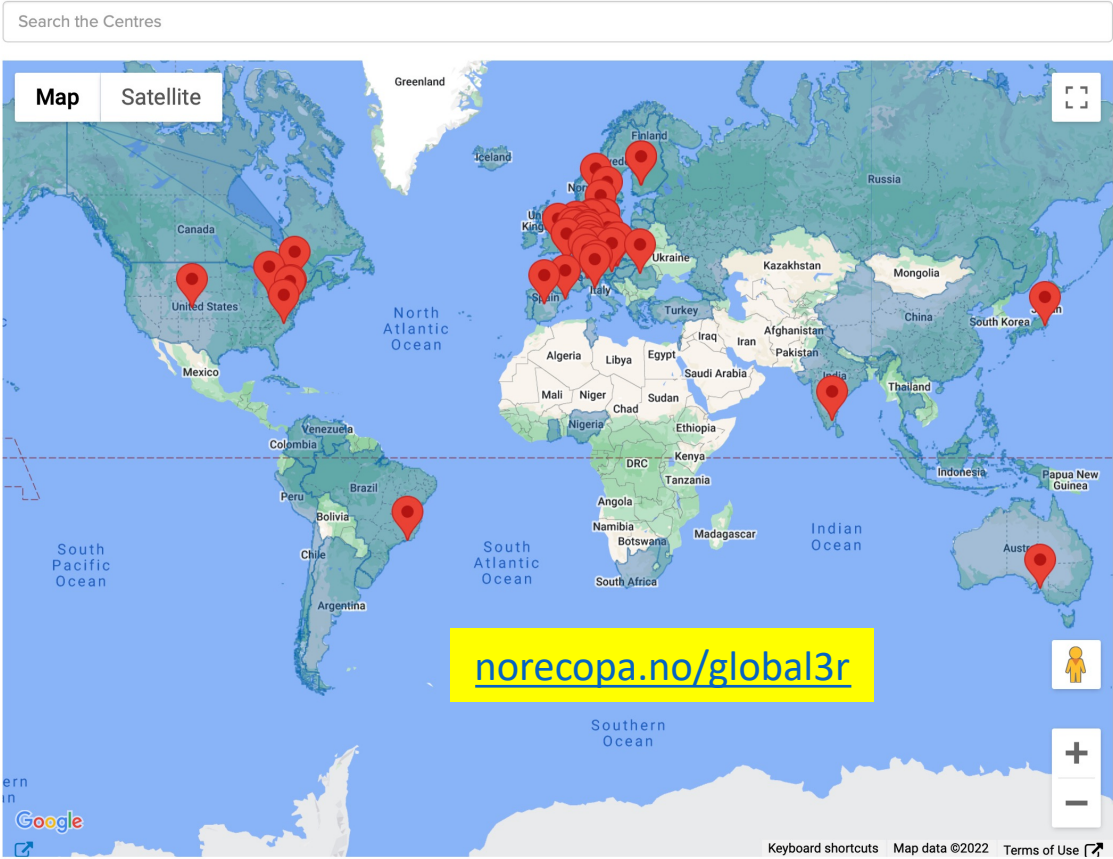 Search the Centres
Map Satellite
Greenland
Iceland
Finland
Russia
Canada
Ukraine
Kazakhstan
Mongolia
United States
Spain
Italy
Turkey
China
South Korea
North
Atlantic
Ocean
Iraq
Iran
Afghanistan
Pakistan
Algeria
Libya
Egypt
Saudi Arabia
India
Mexico
Thailand
Mali
Niger
Chad
Sudan
Nigeria
Ethiopia
Venezuela
Colombia
DRC
Kenya
Tanzania
Indonesia
Papua New
Guinea
Peru
Brazil
Bolivia
Angola
Namibia
Botswana
Madagascar
Indian
Ocean
South
Pacific
Ocean
Chile
South
Atlantic
Ocean
South Africa
Argentina
norecopa.no/global3r
Southern
Ocean
Google
Keyboard shortcuts Map data ©2022 Terms of Use